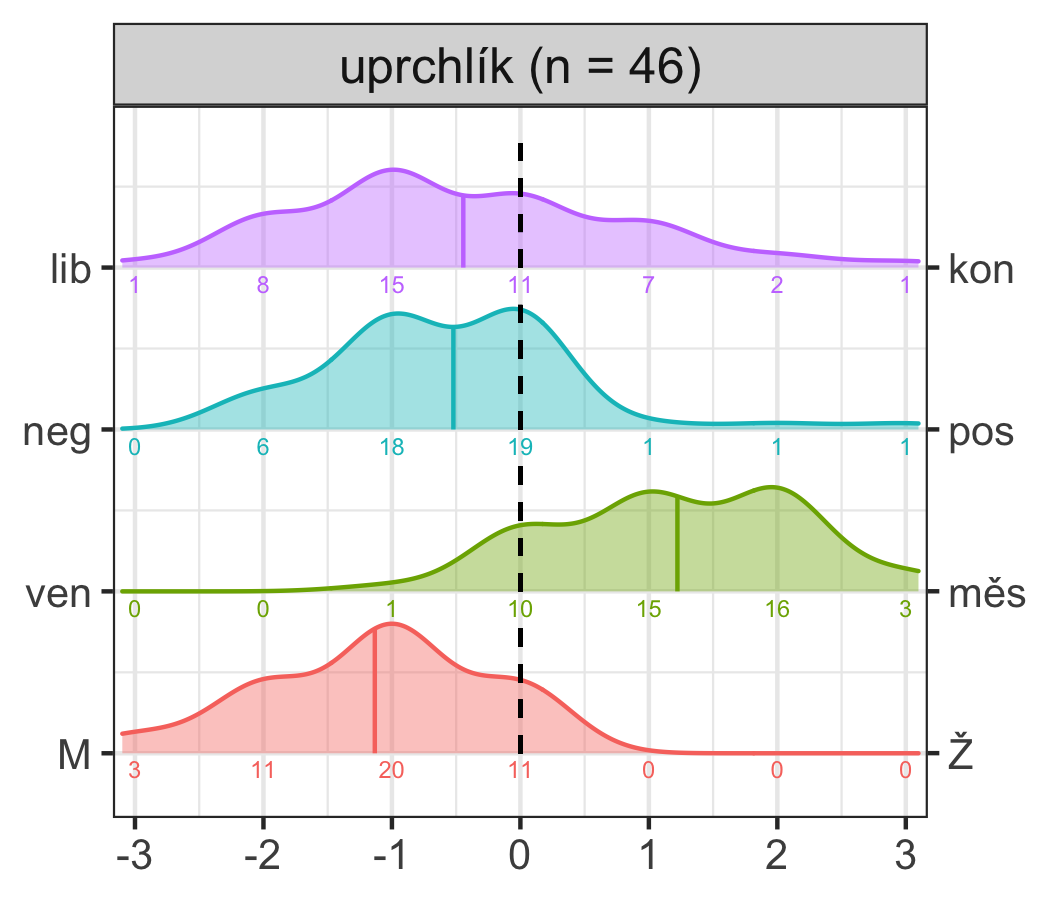 uprchlík (n = 46)
lib kon
1 8 15 11 7 2 1
neg pos
0 6 18 19 1 1 1
ven měs
0 0 1 10 15 16 3
M Ž
3 11 20 11 0 0 0
-3 -2 -1 0 1 2 3